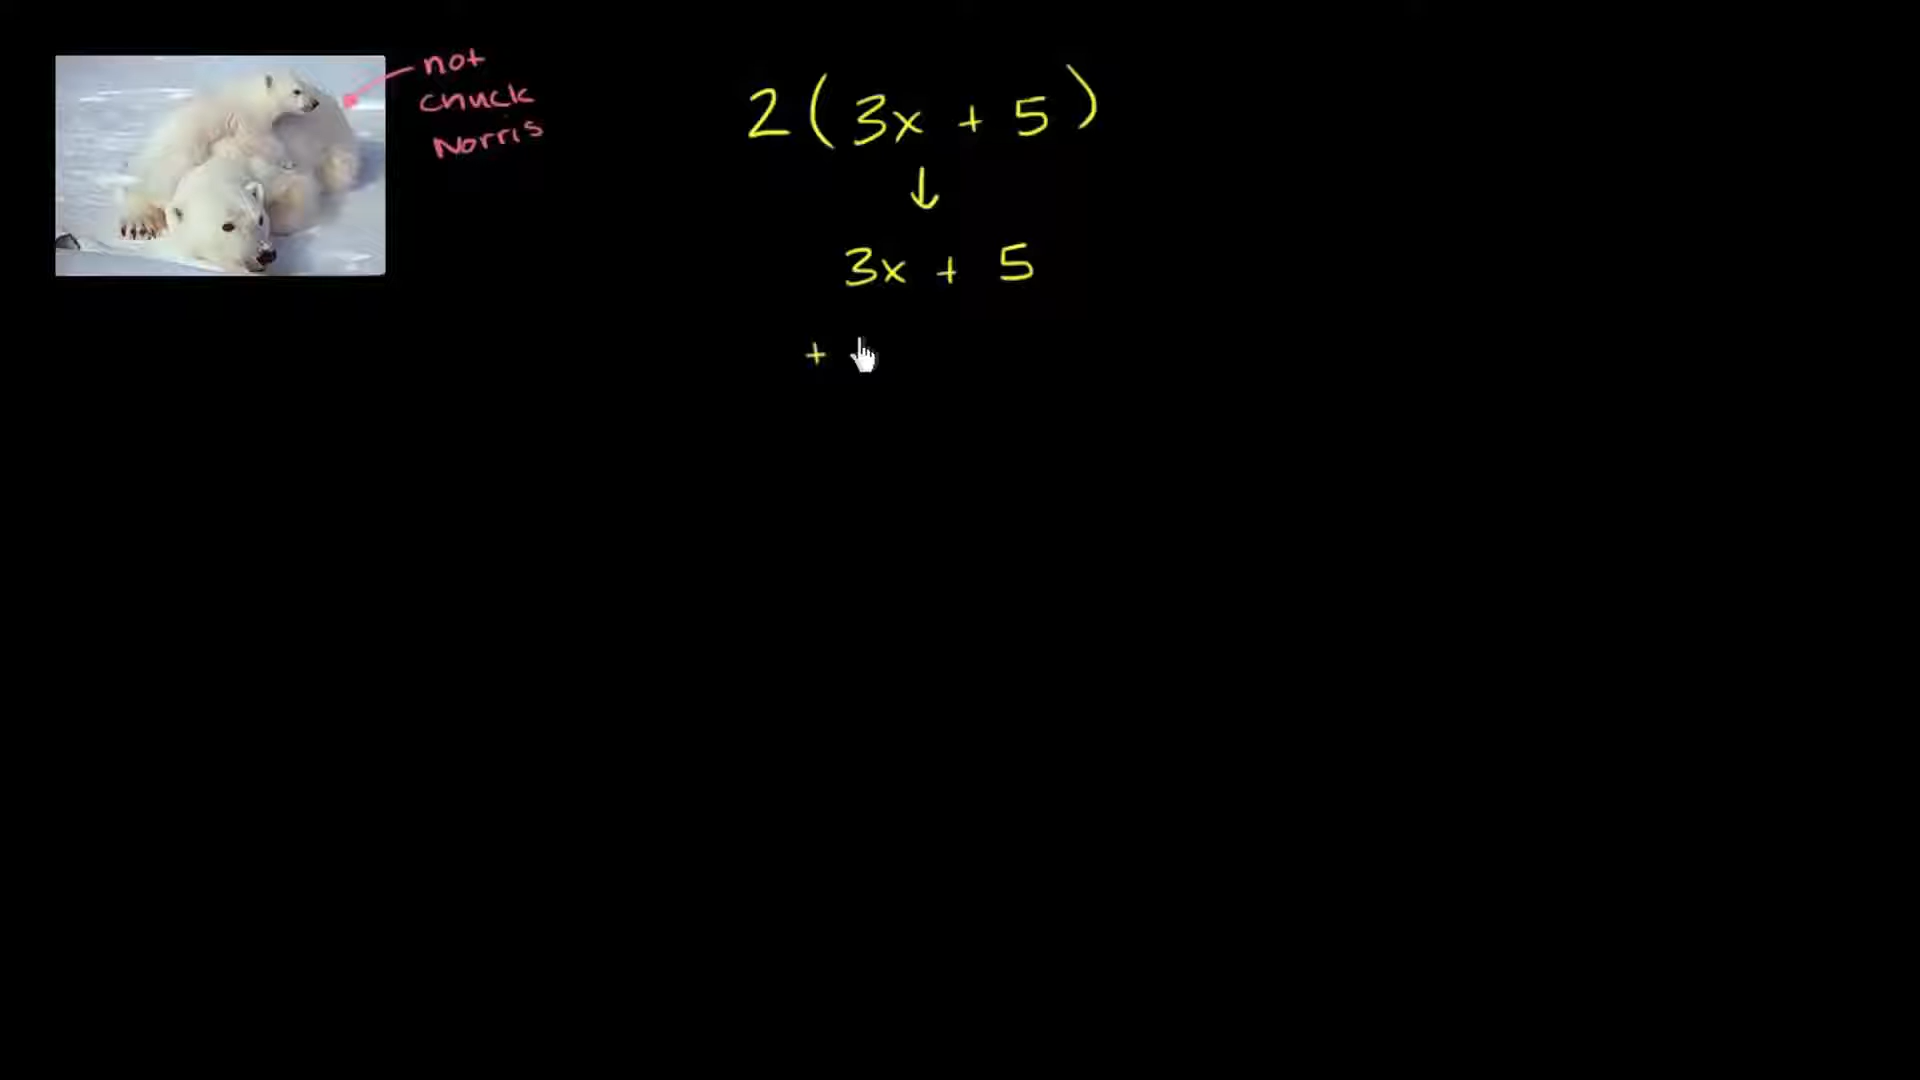 not
chuck
Norris
2(3x + 5)
↓
3x + 5
+